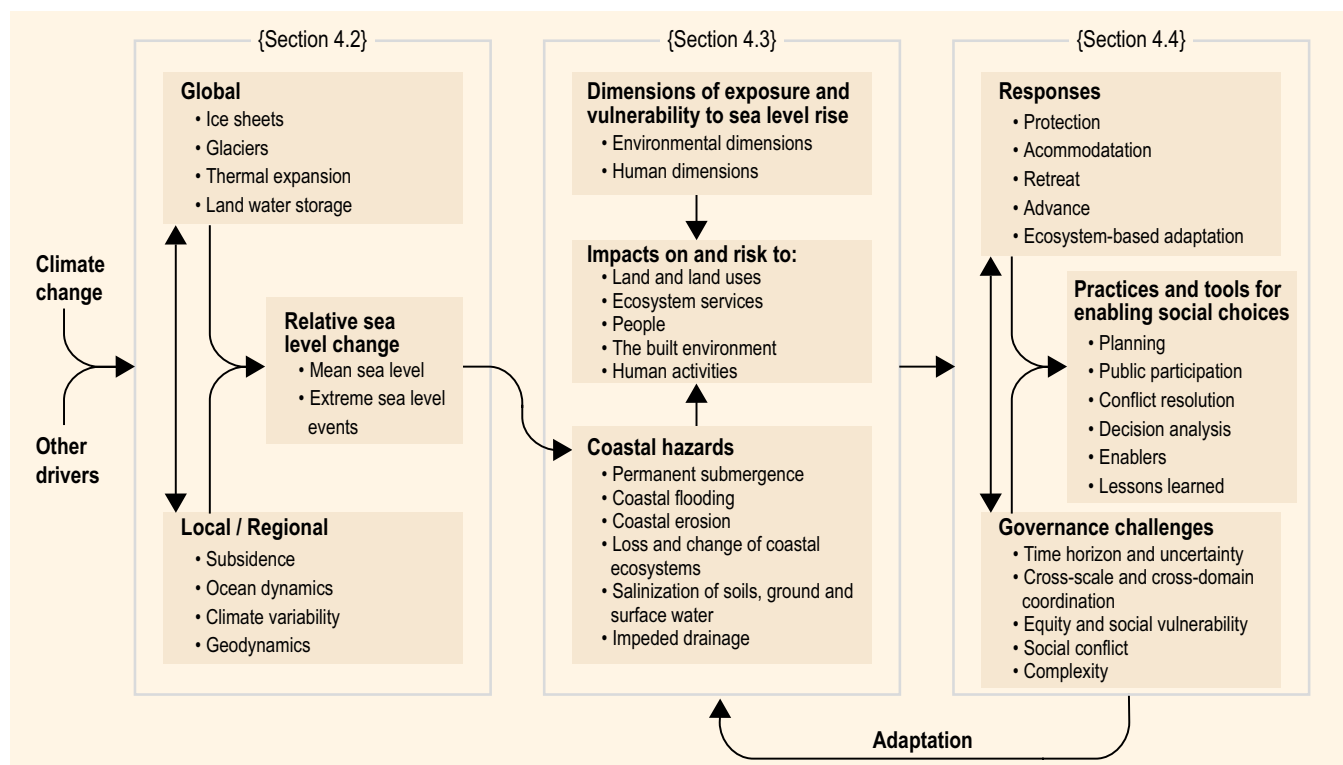 Climate
change
Other
drivers
{Section 4.2}
Global
• Ice sheets
• Glaciers
• Thermal expansion
• Land water storage
Relative sea
level change
• Mean sea level
• Extreme sea level
events
Local / Regional
• Subsidence
• Ocean dynamics
• Climate variability
• Geodynamics
{Section 4.3}
Dimensions of exposure and
vulnerability to sea level rise
• Environmental dimensions
• Human dimensions
Impacts on and risk to:
• Land and land uses
• Ecosystem services
• People
• The built environment
• Human activities
Coastal hazards
• Permanent submergence
• Coastal flooding
• Coastal erosion
• Loss and change of coastal
ecosystems
• Salinization of soils, ground and
surface water
• Impeded drainage
{Section 4.4}
Responses
• Protection
• Acommodatation
• Retreat
• Advance
• Ecosystem-based adaptation
Practices and tools for
enabling social choices
• Planning
• Public participation
• Conflict resolution
• Decision analysis
• Enablers
• Lessons learned
Governance challenges
• Time horizon and uncertainty
• Cross-scale and cross-domain
coordination
• Equity and social vulnerability
• Social conflict
• Complexity
Adaptation